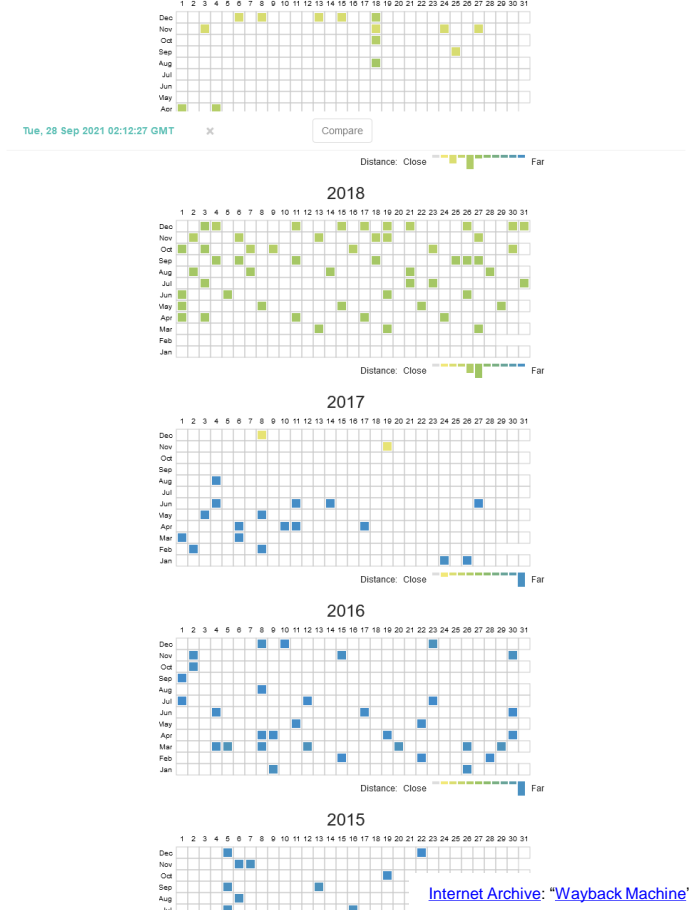 1 2 3 4 5 6 7 8 9 10 11 12 13 14 15 16 17 18 19 20 21 22 23 24 25 26 27 28 29 30 31
Dec
Nov
Oct
Sep
Aug
Jul
Jun
May
Apr
Tue, 28 Sep 2021 02:12:27 GMT × Compare
Distance: Close Far
2018
1 2 3 4 5 6 7 8 9 10 11 12 13 14 15 16 17 18 19 20 21 22 23 24 25 26 27 28 29 30 31
Dec
Nov
Oct
Sep
Aug
Jul
Jun
May
Apr
Mar
Feb
Jan
Distance: Close Far
2017
1 2 3 4 5 6 7 8 9 10 11 12 13 14 15 16 17 18 19 20 21 22 23 24 25 26 27 28 29 30 31
Dec
Nov
Oct
Sep
Aug
Jul
Jun
May
Apr
Mar
Feb
Jan
Distance: Close Far
2016
1 2 3 4 5 6 7 8 9 10 11 12 13 14 15 16 17 18 19 20 21 22 23 24 25 26 27 28 29 30 31
Dec
Nov
Oct
Sep
Aug
Jul
Jun
May
Apr
Mar
Feb
Jan
Distance: Close Far
2015
1 2 3 4 5 6 7 8 9 10 11 12 13 14 15 16 17 18 19 20 21 22 23 24 25 26 27 28 29 30 31
Dec
Nov
Oct
Sep
Aug
Jul
Internet Archive: “Wayback Machine”